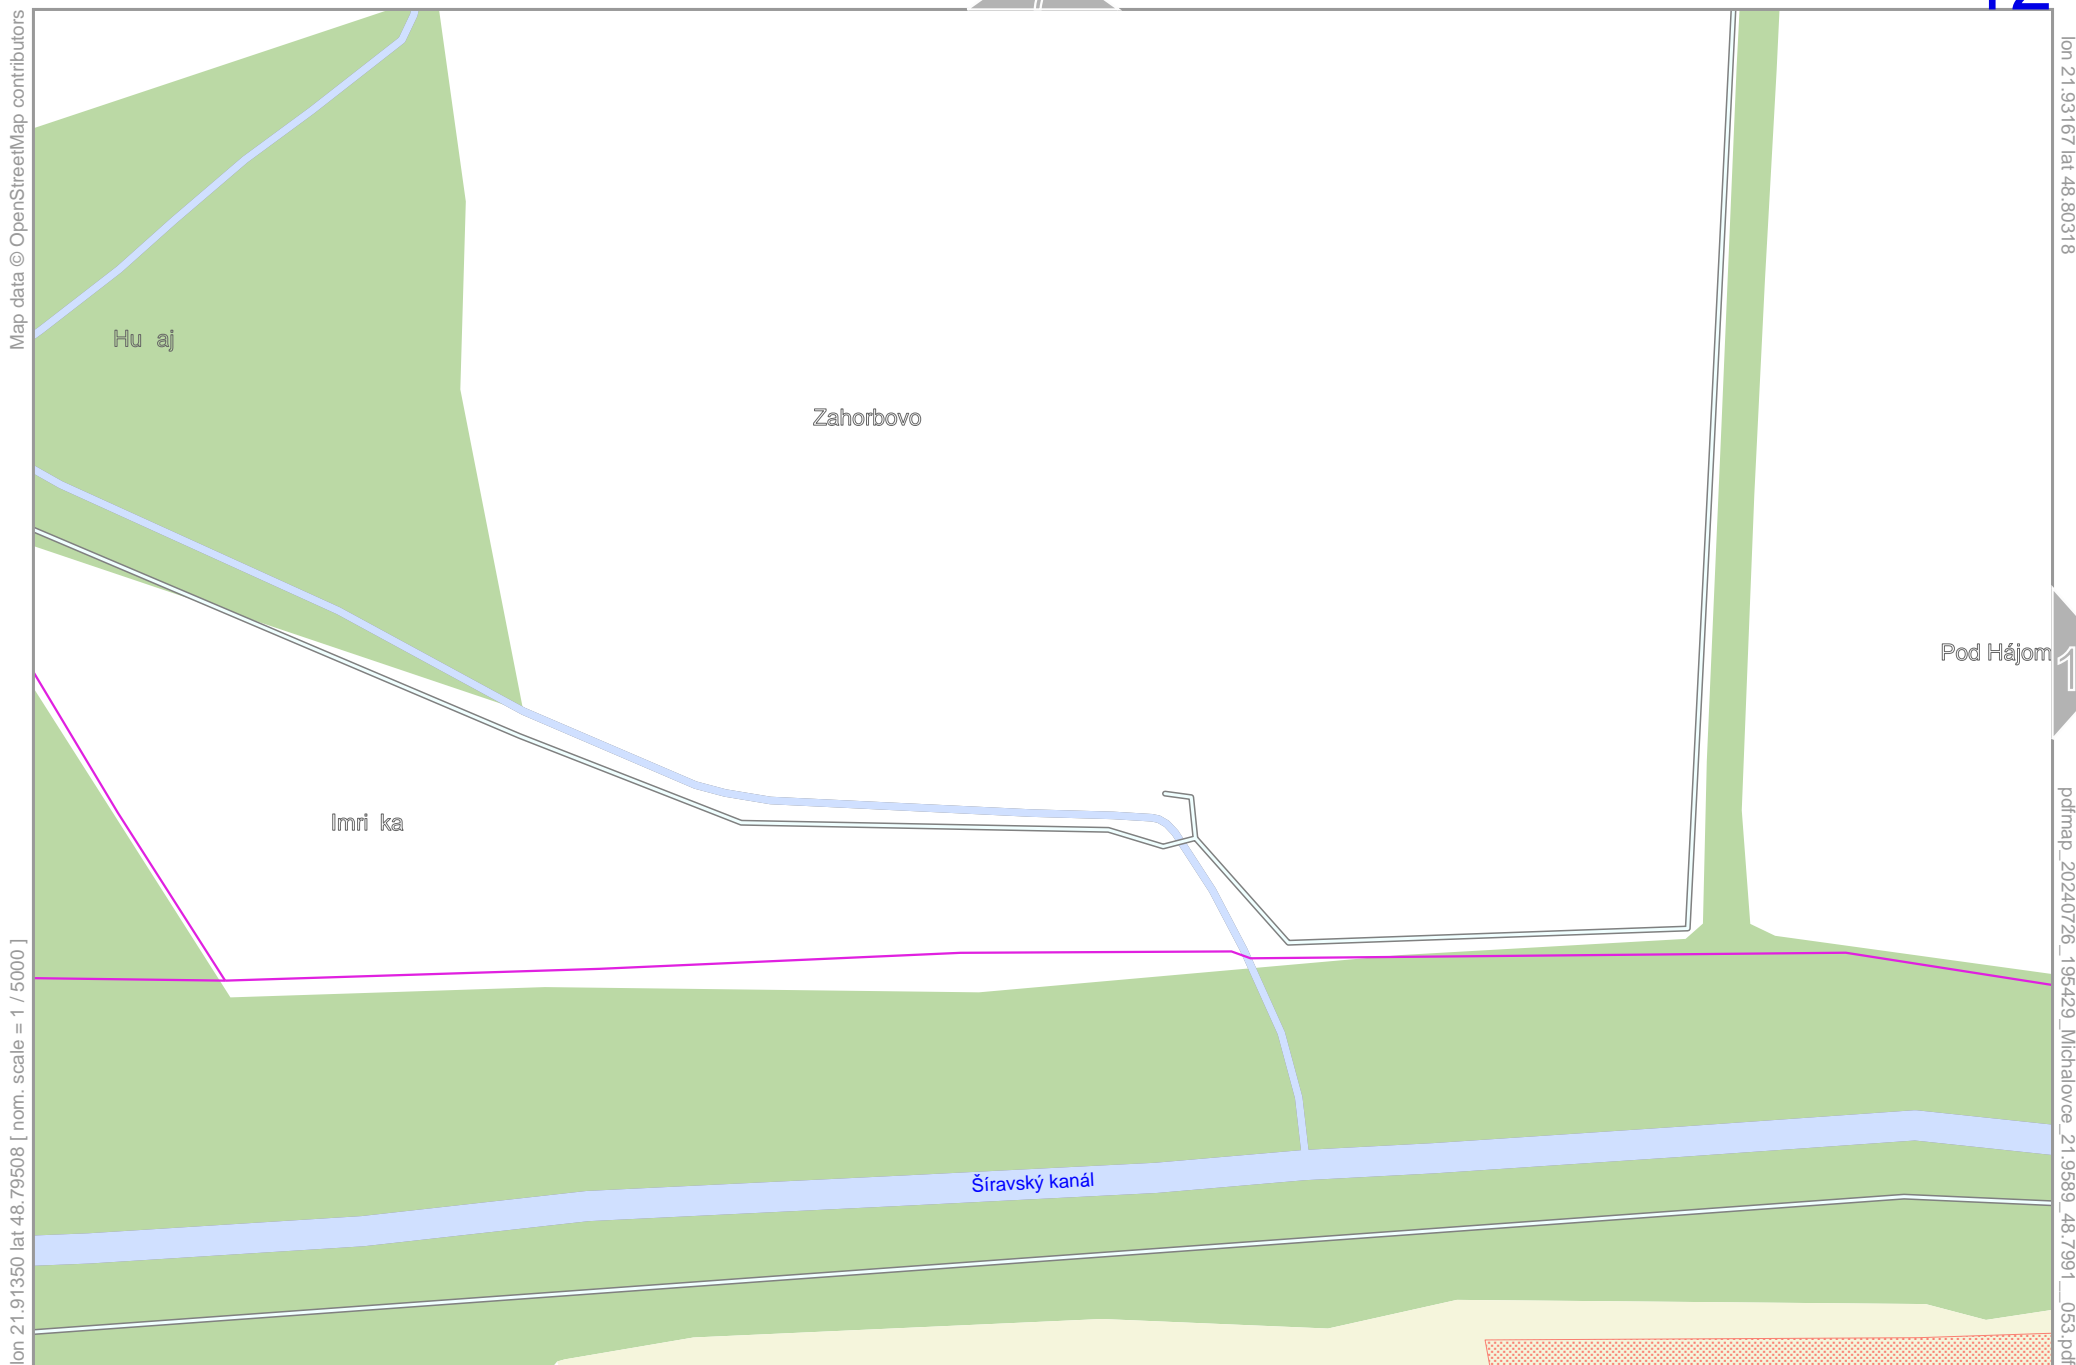 Map data © OpenStreetMap contributors
lon 21.93167 lat 48.80318
Hu aj
Zahorbovo
Pod Hájom
1
Imri ka
Šíravský kanál
lon 21.91350 lat 48.79508 [ nom. scale = 1 / 5000 ]
pdfmap_20240726_195429_Michalovce_21.9589_48.7991__053.pdf